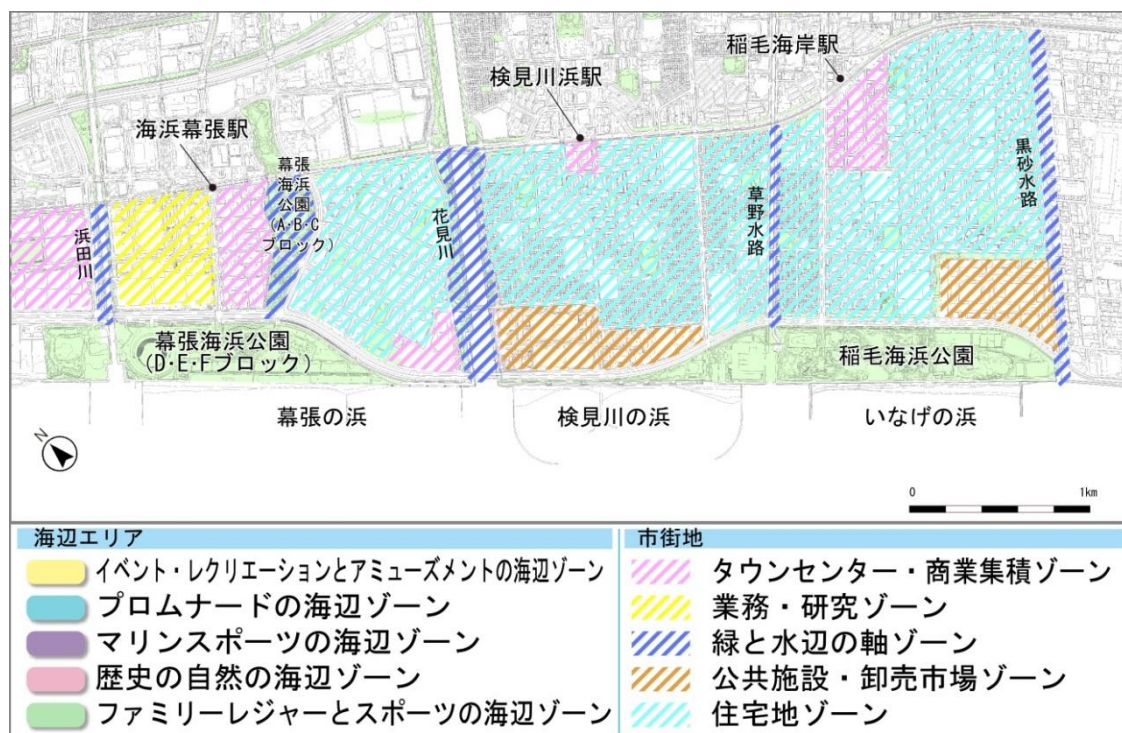 稲毛海岸駅
検見川浜駅
海浜幕張駅
幕張
海浜
公園
(A・B・C
ブロック)
浜田川
花見川
草野水路
黒砂水路
幕張海浜公園
(D・E・Fブロック)
稲毛海浜公園
幕張の浜
検見川の浜
いなげの浜
N
0
1km
海辺エリア
イベント・レクリエーションとアミューズメントの海辺ゾーン
プロムナードの海辺ゾーン
マリンスポーツの海辺ゾーン
歴史の自然の海辺ゾーン
ファミリーレジャーとスポーツの海辺ゾーン
市街地
タウンセンター・商業集積ゾーン
業務・研究ゾーン
緑と水辺の軸ゾーン
公共施設・卸売市場ゾーン
住宅地ゾーン